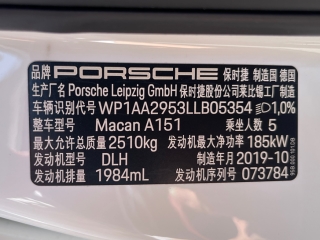 品牌 PORSCHE 保时捷 制造国 德国
生产厂名/Porsche Leipzig GmbH 保时捷股份公司莱比锡工厂制造
车辆识别代号 WP1AA2953LLB05354 1,0%
整车型号 Macan A151 乘坐人数 5
最大允许总质量 2510kg 发动机最大净功率 185kW
发动机型号 DLH 制造年月 2019-10
发动机排量 1984mL 发动机序列号 073784